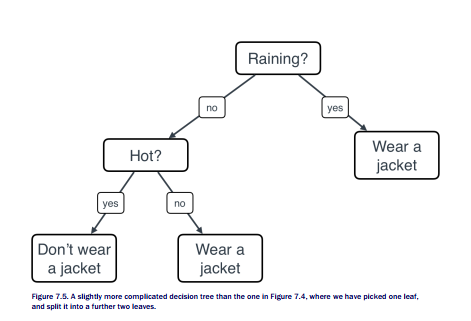 Raining?
no
yes
Hot?
Wear a
jacket
yes
no
Don't wear
a jacket
Wear a
jacket
Figure 7.5. A slightly more complicated decision tree than the one in Figure 7.4, where we have picked one leaf,
and split it into a further two leaves.